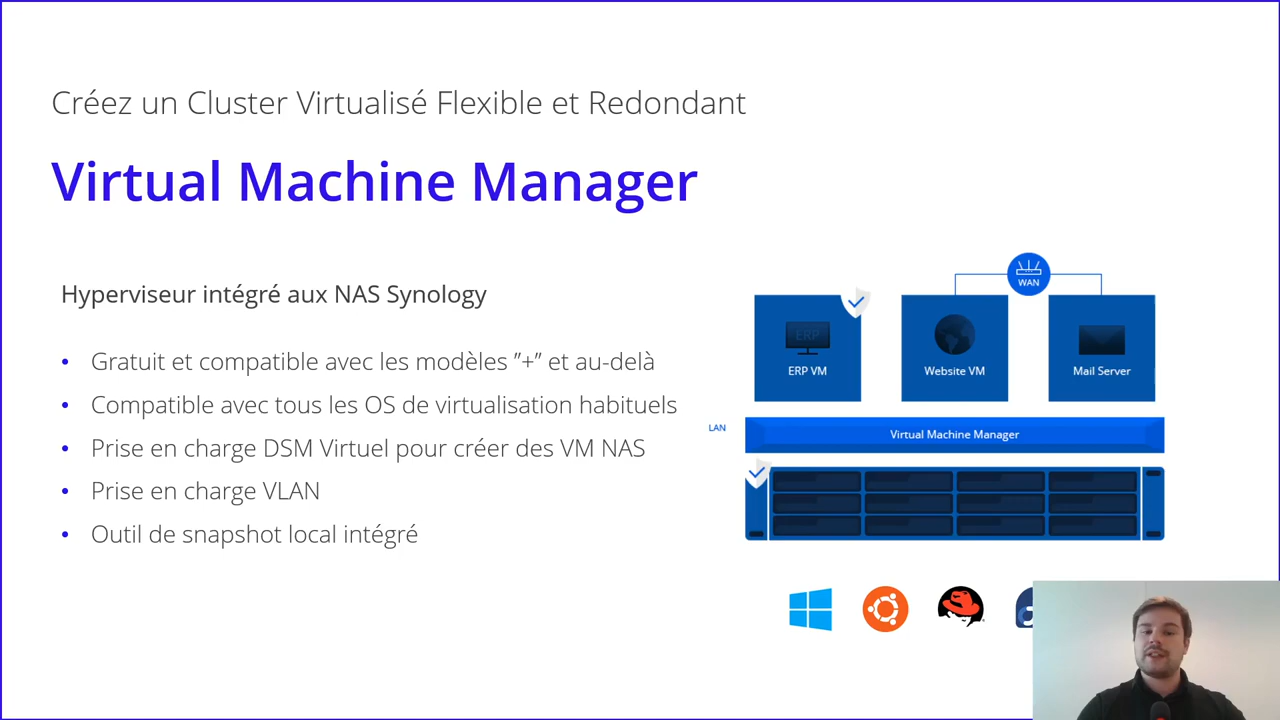 Créez un Cluster Virtualisé Flexible et Redondant
Virtual Machine Manager
Hyperviseur intégré aux NAS Synology
• Gratuit et compatible avec les modèles ”+” et au-delà
• Compatible avec tous les OS de virtualisation habituels
• Prise en charge DSM Virtuel pour créer des VM NAS
• Prise en charge VLAN
• Outil de snapshot local intégré
WAN
ERP
ERP VM
Website VM
Mail Server
LAN
Virtual Machine Manager